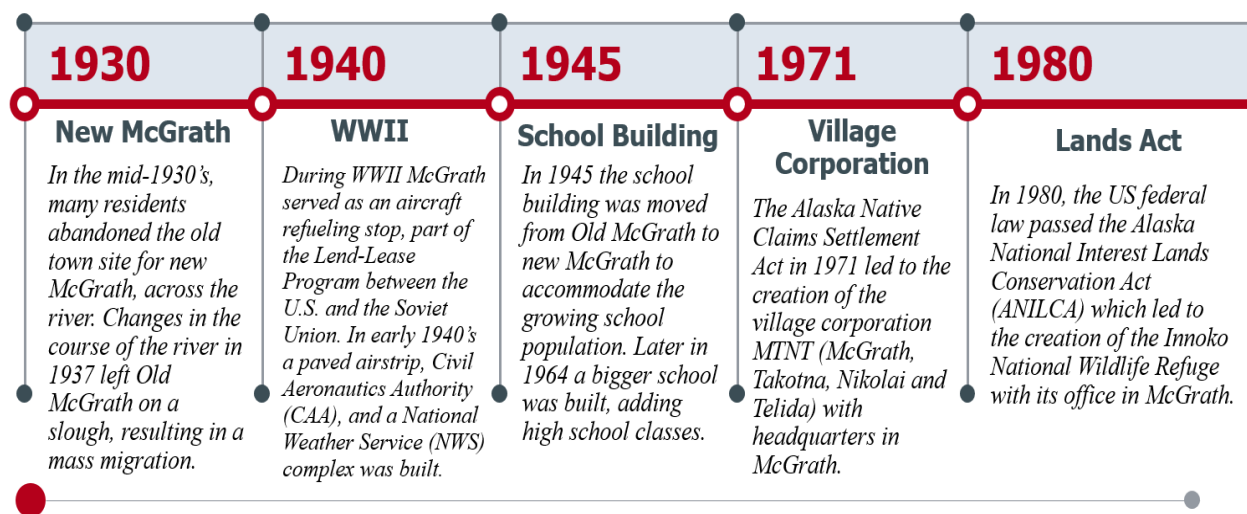 1930
New McGrath
In the mid-1930's,
many residents
abandoned the old
town site for new
McGrath, across the
river. Changes in the
course of the river in
1937 left Old
McGrath on a
slough, resulting in a
mass migration.
1940
WWII
During WWII McGrath
served as an aircraft
refueling stop, part of
the Lend-Lease
Program between the
U.S. and the Soviet
Union. In early 1940's
a paved airstrip, Civil
Aeronautics Authority
(CAA), and a National
Weather Service (NWS)
complex was built.
1945
School Building
In 1945 the school
building was moved
from Old McGrath to
new McGrath to
accommodate the
growing school
population. Later in
1964 a bigger school
was built, adding
high school classes.
1971
Village
Corporation
The Alaska Native
Claims Settlement
Act in 1971 led to the
creation of the
village corporation
MTNT (McGrath,
Takotna, Nikolai and
Telida) with
headquarters in
McGrath.
1980
Lands Act
In 1980, the US federal
law passed the Alaska
National Interest Lands
Conservation Act
(ANILCA) which led to
the creation of the Innoko
National Wildlife Refuge
with its office in McGrath.